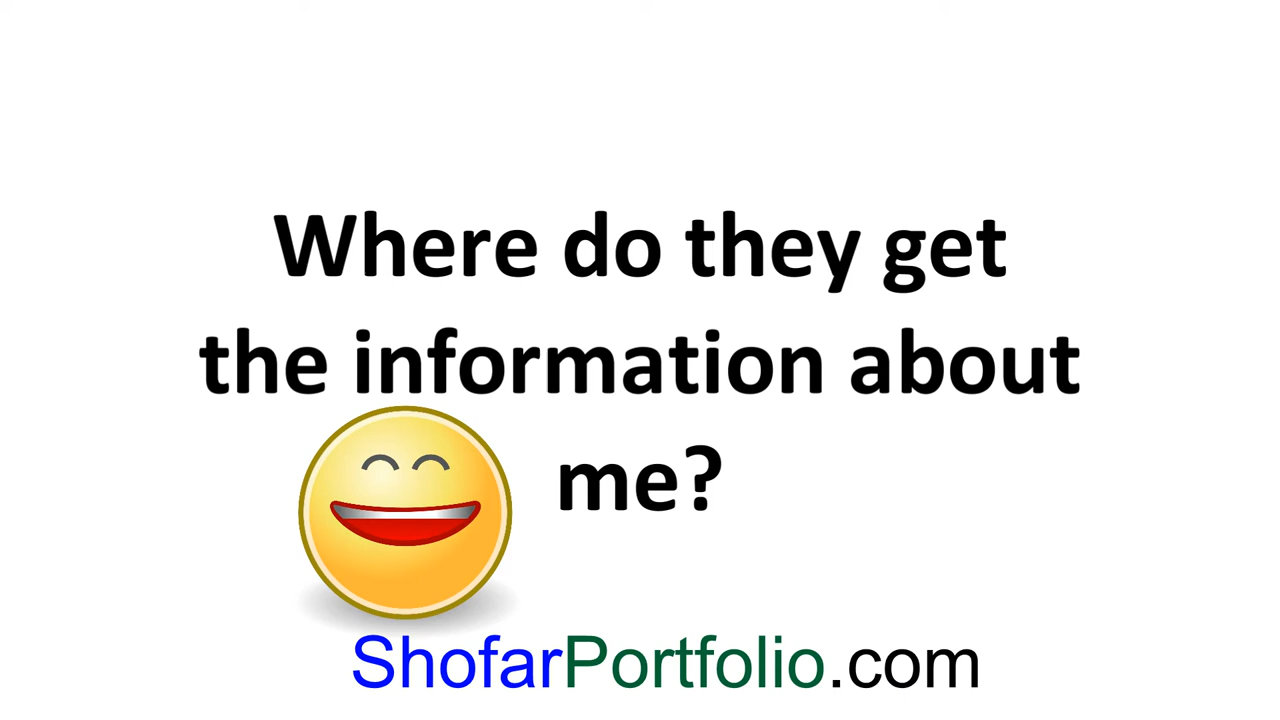 Where do they get
the information about
me?
ShofarPortfolio.com